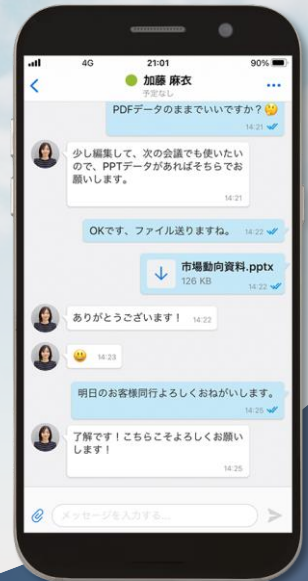 4G 21:01 90%
加藤 麻衣
予定なし
PDFデータのままでいいですか？🤔
14:21
少し編集して、次の会議でも使いたい
ので、PPTデータがあればそちらでお
願いします。
14:21
OKです、ファイル送りますね。 14:22
市場動向資料.pptx
126 KB 14:22
ありがとうございます！ 14:22
😃 14:23
明日のお客様同行よろしくおねがいします。
14:25
了解です！こちらこそよろしくお願い
します！
14:25
メッセージを入力する...